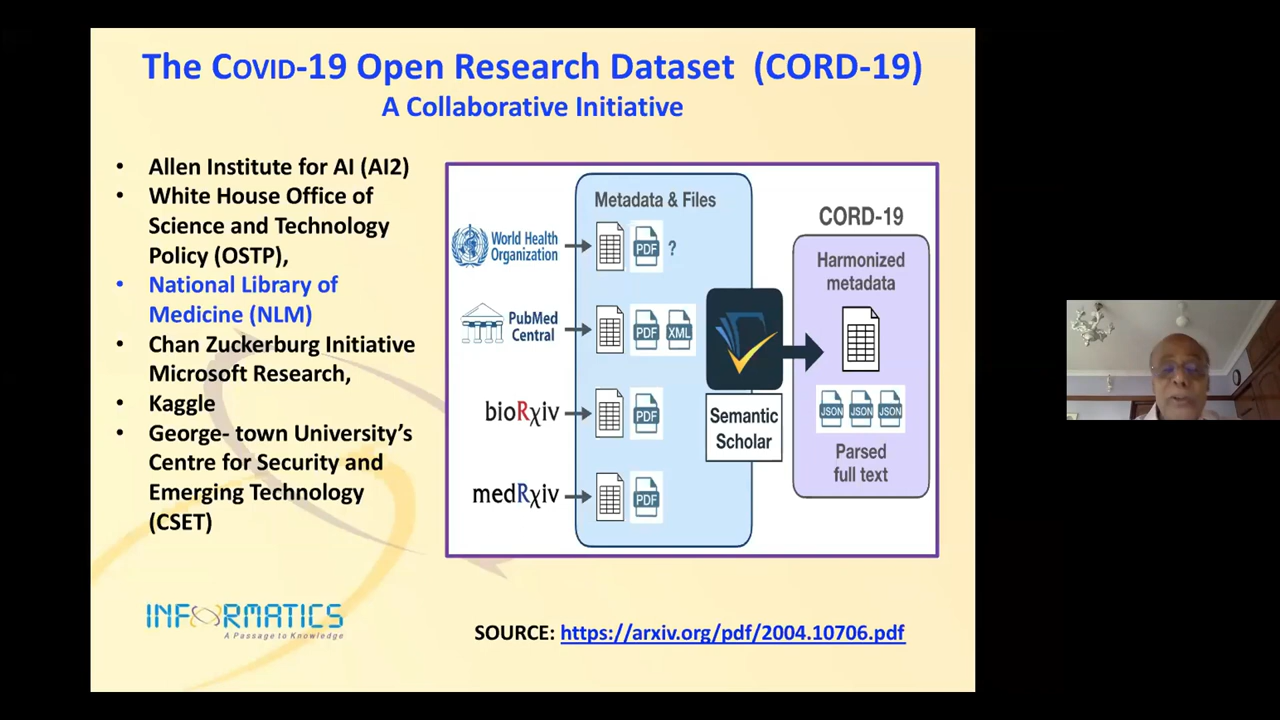 The COVID-19 Open Research Dataset (CORD-19)
A Collaborative Initiative
• Allen Institute for AI (AI2)
• White House Office of
Science and Technology
Policy (OSTP),
• National Library of
Medicine (NLM)
• Chan Zuckerburg Initiative
Microsoft Research,
• Kaggle
• George- town University’s
Centre for Security and
Emerging Technology
(CSET)
Metadata & Files
World Health
Organization
PDF ?
PubMed
Central
PDF XML
bioRχiv
PDF
medRχiv
PDF
Semantic
Scholar
CORD-19
Harmonized
metadata
JSON JSON JSON
Parsed
full text
INFORMATICS
A Passage to Knowledge
SOURCE: https://arxiv.org/pdf/2004.10706.pdf